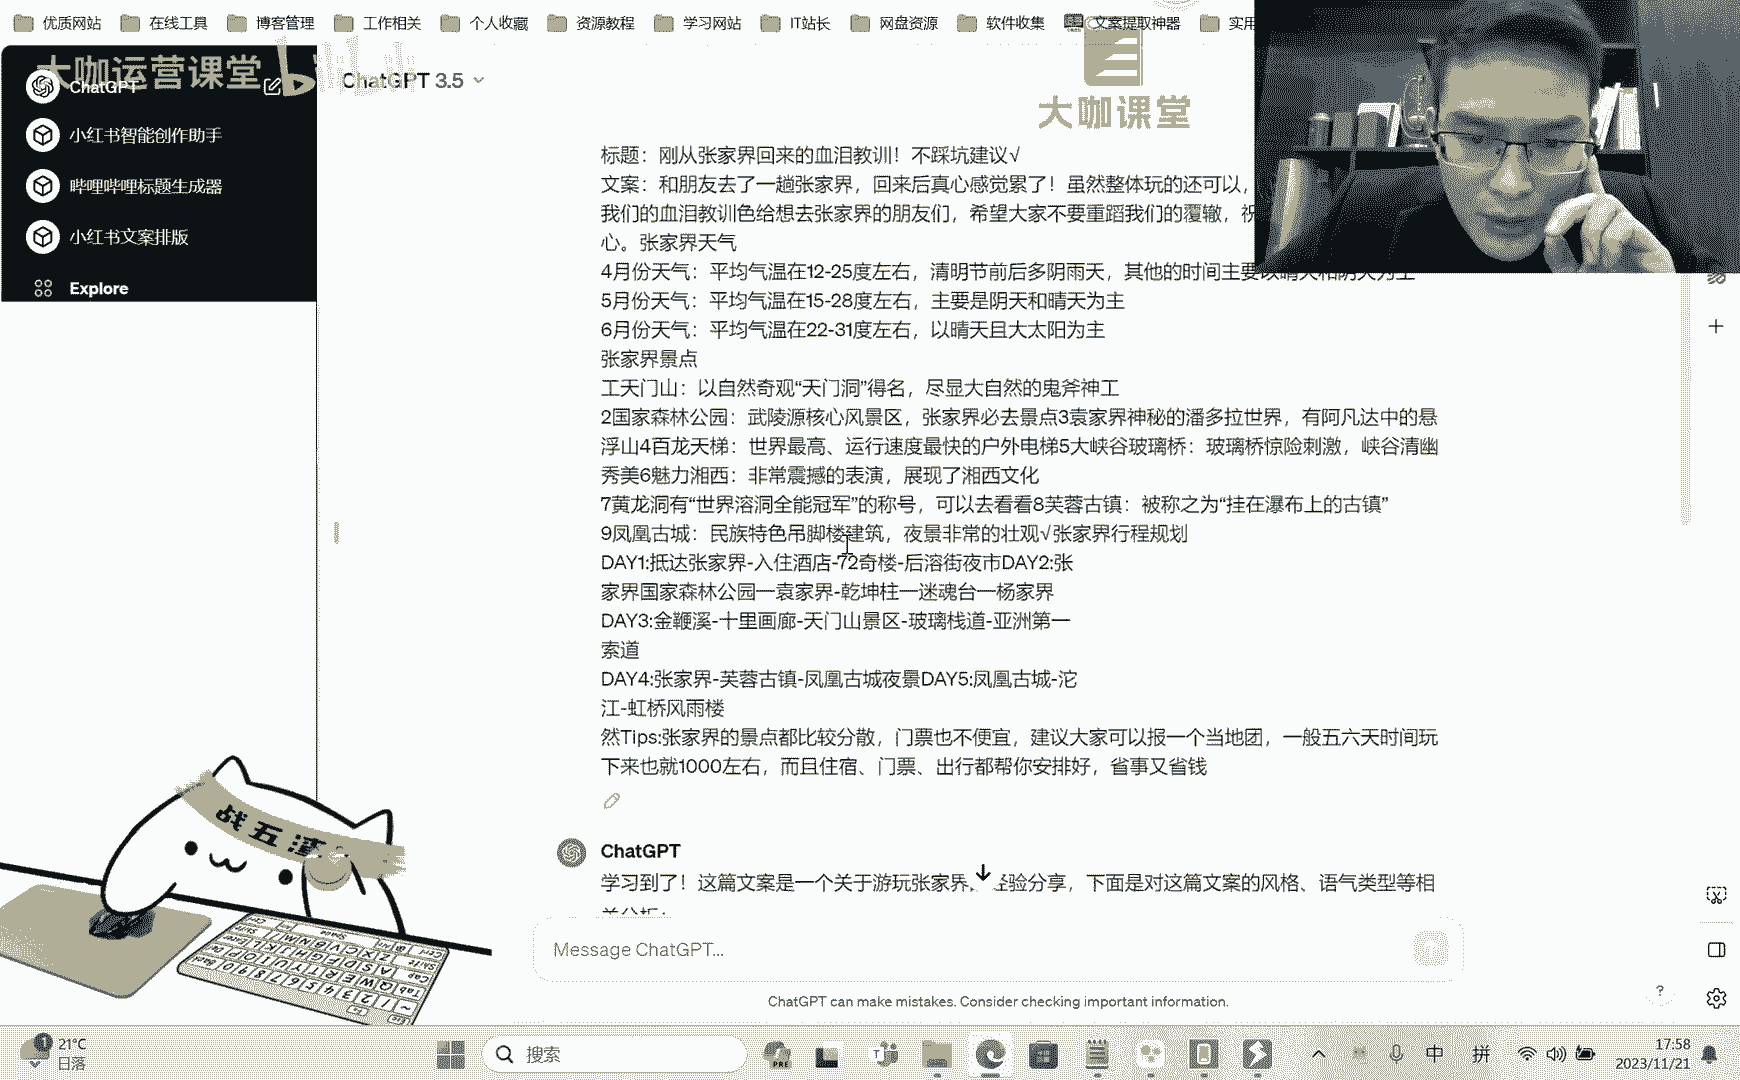 优质网站 在线工具 博客管理 工作相关 个人收藏 资源教程 学习网站 IT站长 网盘资源 软件收集 文案提取神器 实用
大咖运营课堂
ChatGPT
小红书智能创作助手
哔哩哔哩标题生成器
小红书文案排版
Explore
ChatGPT 3.5
大咖课堂
标题：刚从张家界回来的血泪教训！不踩坑建议√
文案：和朋友去了一趟张家界，回来后真心感觉累了！虽然整体玩的还可以，
我们的血泪教训色给想去张家界的朋友们，希望大家不要重蹈我们的覆辙，祝
心。张家界天气
4月份天气：平均气温在12-25度左右，清明节前后多阴雨天，其他的时间主要以晴天和阴天为主
5月份天气：平均气温在15-28度左右，主要是阴天和晴天为主
6月份天气：平均气温在22-31度左右，以晴天且大太阳为主
张家界景点
工天门山：以自然奇观“天门洞”得名，尽显大自然的鬼斧神工
2国家森林公园：武陵源核心风景区，张家界必去景点3袁家界神秘的潘多拉世界，有阿凡达中的悬
浮山4百龙天梯：世界最高、运行速度最快的户外电梯5大峡谷玻璃桥：玻璃桥惊险刺激，峡谷清幽
秀美6魅力湘西：非常震撼的表演，展现了湘西文化
7黄龙洞有“世界溶洞全能冠军”的称号，可以去看看8芙蓉古镇：被称之为“挂在瀑布上的古镇”
9凤凰古城：民族特色吊脚楼建筑，夜景非常的壮观√张家界行程规划
DAY1:抵达张家界-入住酒店-72奇楼-后溶街夜市DAY2:张
家界国家森林公园一袁家界-乾坤柱一迷魂台一杨家界
DAY3:金鞭溪-十里画廊-天门山景区-玻璃栈道-亚洲第一
索道
DAY4:张家界-芙蓉古镇-凤凰古城夜景DAY5:凤凰古城-沱
江-虹桥风雨楼
然Tips:张家界的景点都比较分散，门票也不便宜，建议大家可以报一个当地团，一般五六天时间玩
下来也就1000左右，而且住宿、门票、出行都帮你安排好，省事又省钱
ChatGPT
学习到了！这篇文案是一个关于游玩张家界 经验分享，下面是对这篇文案的风格、语气类型等相
战五渣
Message ChatGPT...
ChatGPT can make mistakes. Consider checking important information.
?
1
21°C
日落
搜索
PRE
中
拼
17:58
2023/11/21